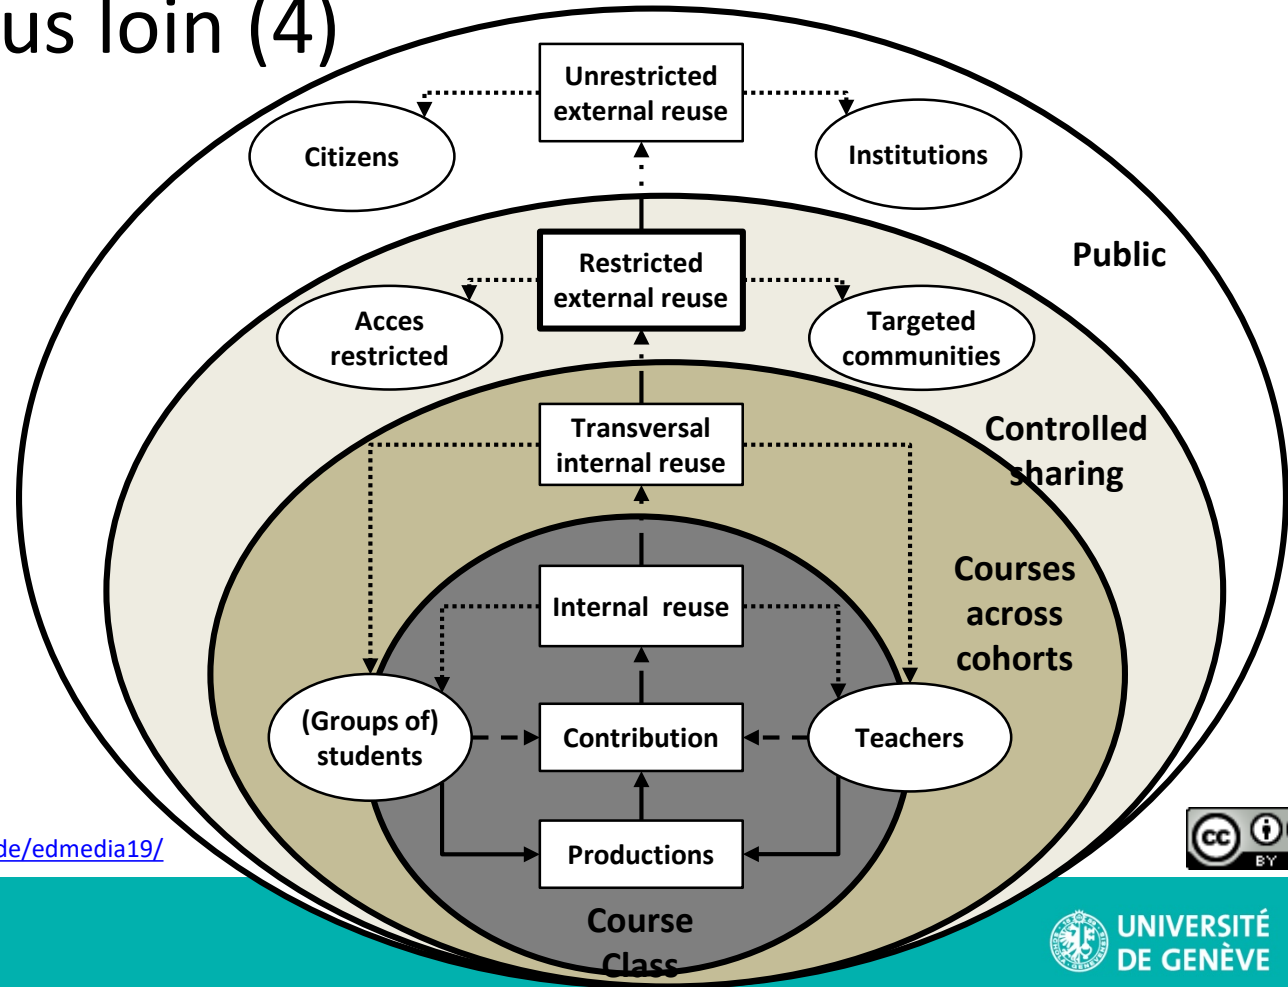 us loin (4)
Unrestricted
external reuse
Citizens
Institutions
Public
Restricted
external reuse
Acces
restricted
Targeted
communities
Controlled
sharing
Transversal
internal reuse
Courses
across
cohorts
Internal reuse
(Groups of)
students
Contribution
Teachers
Productions
Course
Class
de/edmedia19/
cc
BY
UNIVERSITÉ
DE GENÈVE